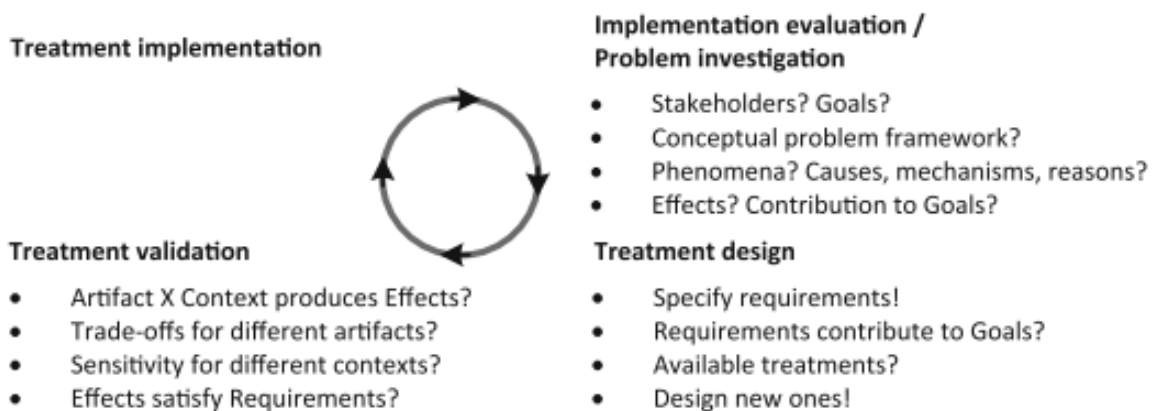 Treatment implementation
Implementation evaluation /
Problem investigation
• Stakeholders? Goals?
• Conceptual problem framework?
• Phenomena? Causes, mechanisms, reasons?
• Effects? Contribution to Goals?
Treatment validation
• Artifact X Context produces Effects?
• Trade-offs for different artifacts?
• Sensitivity for different contexts?
• Effects satisfy Requirements?
Treatment design
• Specify requirements!
• Requirements contribute to Goals?
• Available treatments?
• Design new ones!